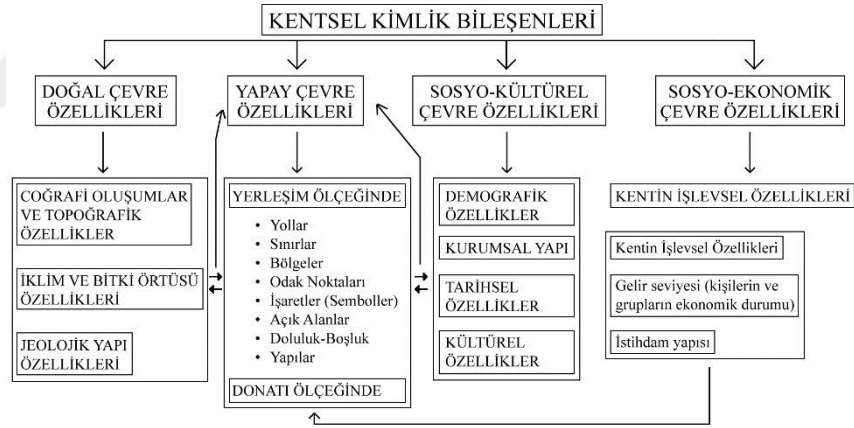 KENTSEL KİMLİK BİLEŞENLERİ
DOĞAL ÇEVRE
ÖZELLİKLERİ
YAPAY ÇEVRE
ÖZELLİKLERİ
SOSYO-KÜLTÜREL
ÇEVRE ÖZELLİKLERİ
SOSYO-EKONOMİK
ÇEVRE ÖZELLİKLERİ
COĞRAFİ OLUŞUMLAR
VE TOPOĞRAFİK
ÖZELLİKLER
İKLİM VE BİTKİ ÖRTÜSÜ
ÖZELLİKLERİ
JEOLOJİK YAPI
ÖZELLİKLERİ
YERLEŞİM ÖLÇEĞİNDE
• Yollar
• Sınırlar
• Bölgeler
• Odak Noktaları
• İşaretler (Semboller)
• Açık Alanlar
• Doluluk-Boşluk
• Yapılar
DONATI ÖLÇEĞİNDE
DEMOGRAFİK
ÖZELLİKLER
KURUMSAL YAPI
TARİHSEL
ÖZELLİKLER
KÜLTÜREL
ÖZELLİKLER
KENTİN İŞLEVSEL ÖZELLİKLERİ
Kentin İşlevsel Özellikleri
Gelir seviyesi (kişilerin ve
grupların ekonomik durumu)
İstihdam yapısı